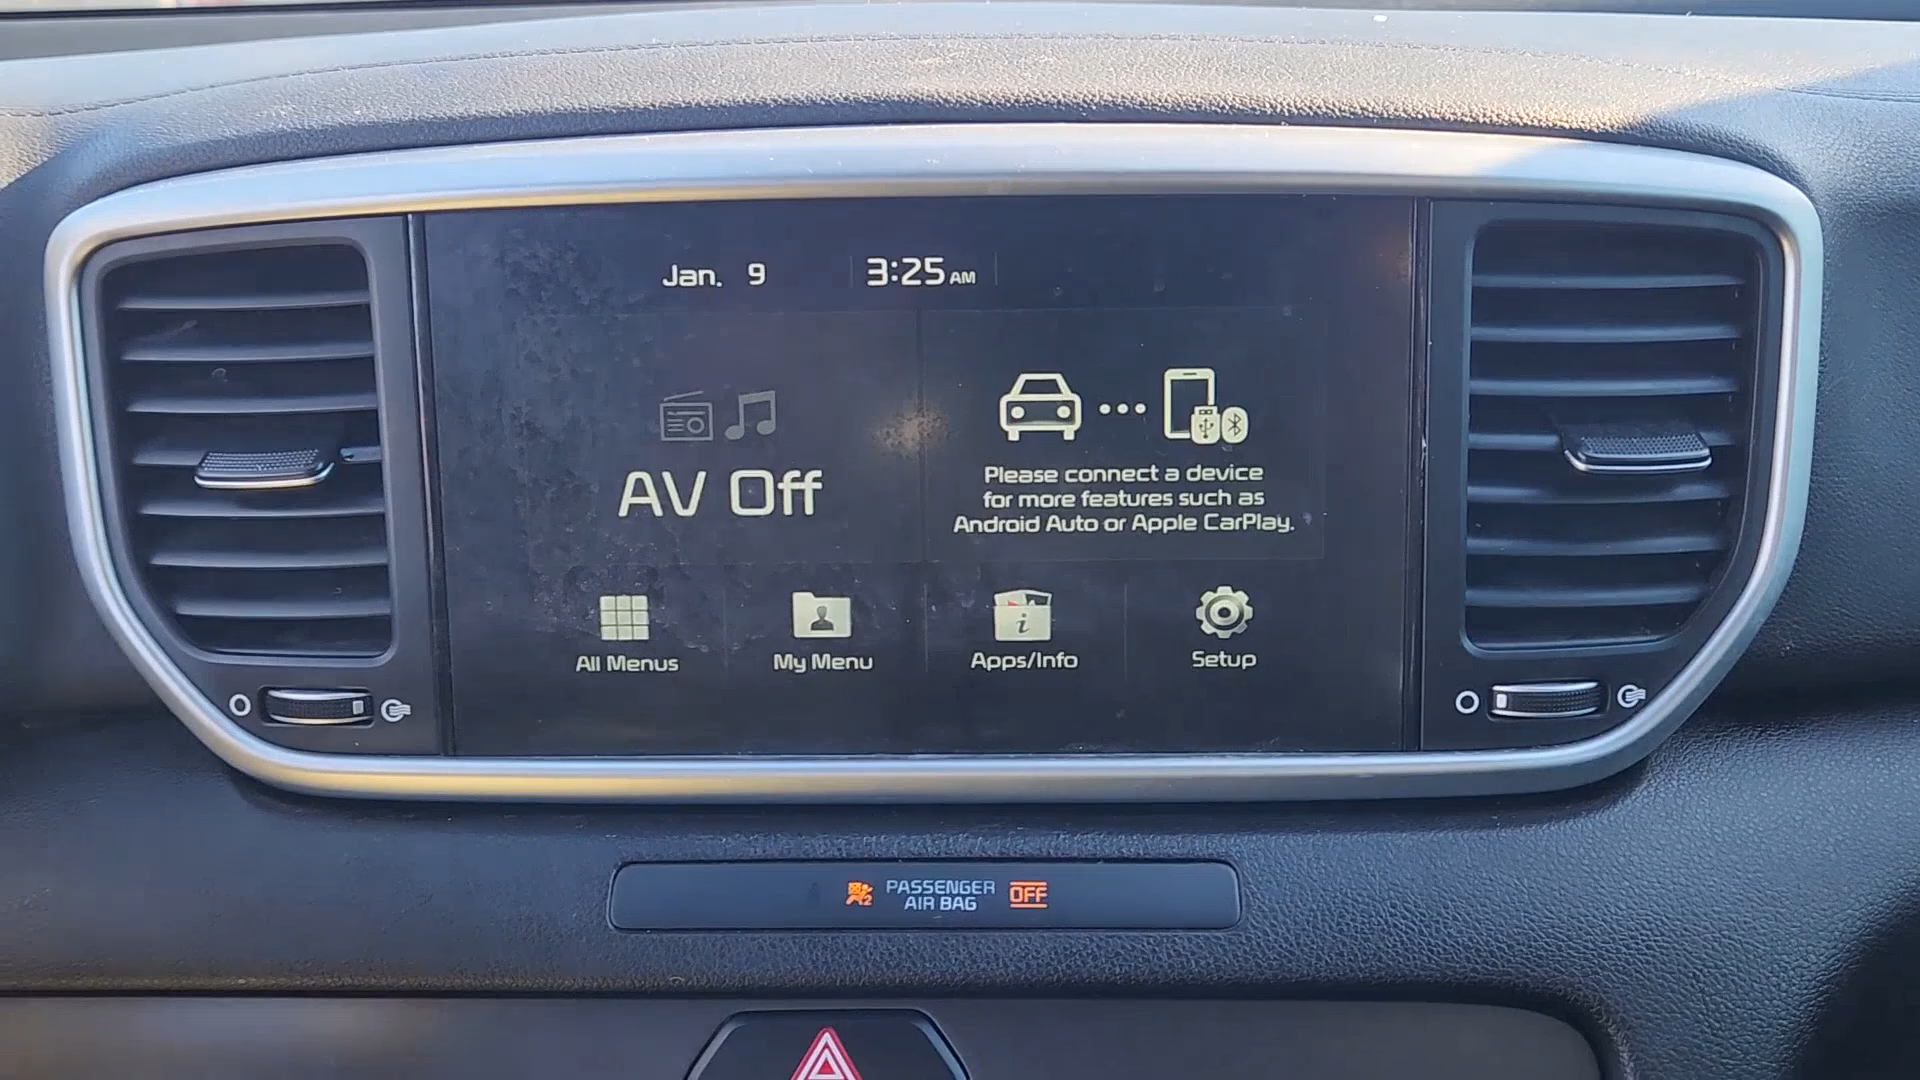 Jan. 9 3:25 AM
AV Off
Please connect a device
for more features such as
Android Auto or Apple CarPlay.
All Menus My Menu Apps/Info Setup
PASSENGER
AIR BAG
OFF